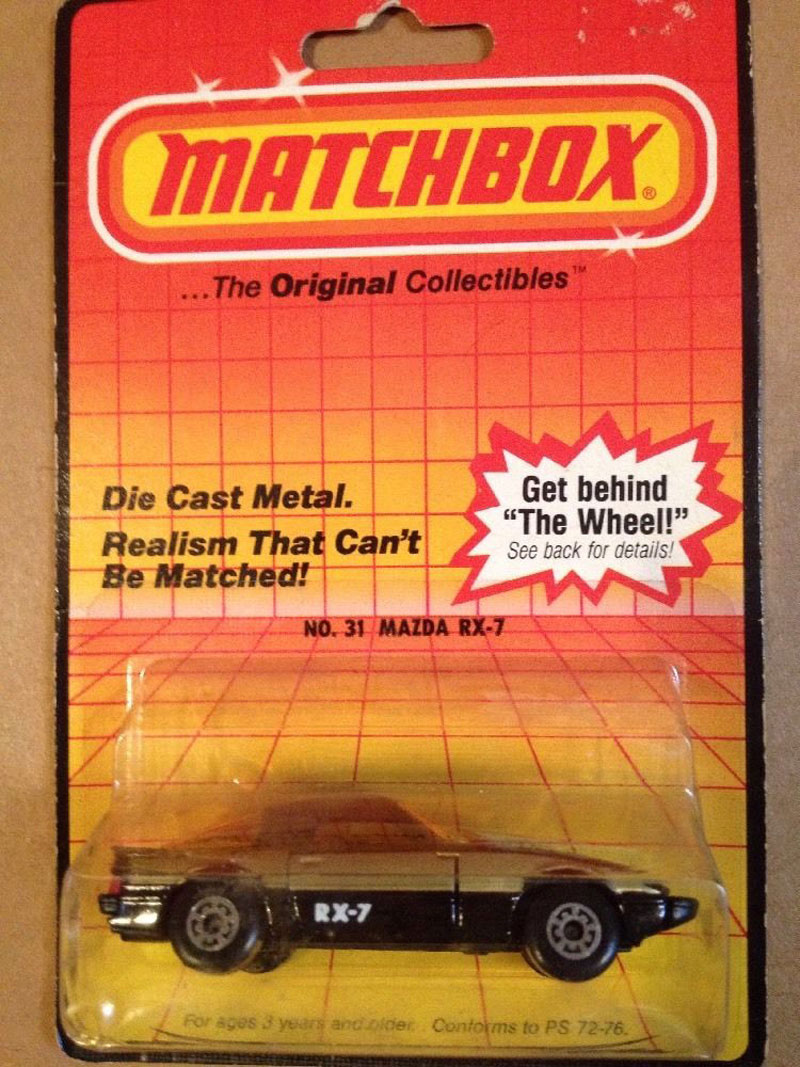 MATCHBOX®
...The Original Collectibles™
Die Cast Metal.
Realism That Can't
Be Matched!
Get behind
“The Wheel!”
See back for details!
NO. 31 MAZDA RX-7
RX-7
For ages 3 years and older. Conforms to PS 72-76.